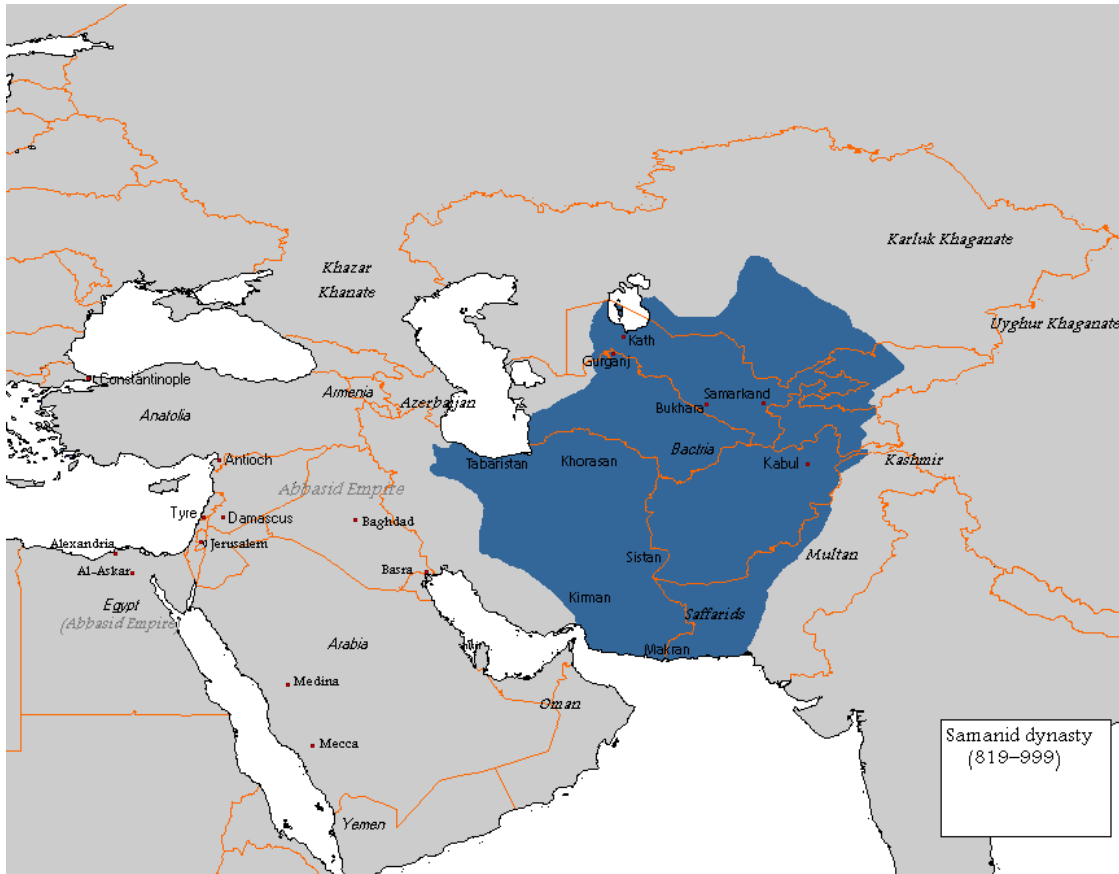 Karluk Khaganate
Khazar
Khanate
Uyghur Khaganate
Kath
Gurganj
Constantinople
Samarkand
Armenia
Azerbaijan
Bukhara
Anatolia
Bactria
Antioch
Tabaristan
Khorasan
Kabul
Kashmir
Abbasid Empire
Tyre
Damascus
Baghdad
Alexandria
Jerusalem
Multan
Sistan
Al-Askar
Basra
Kirman
Egypt
(Abbasid Empire)
Saffarids
Arabia
Makran
Medina
Oman
Mecca
Yemen
Samanid dynasty
(819–999)